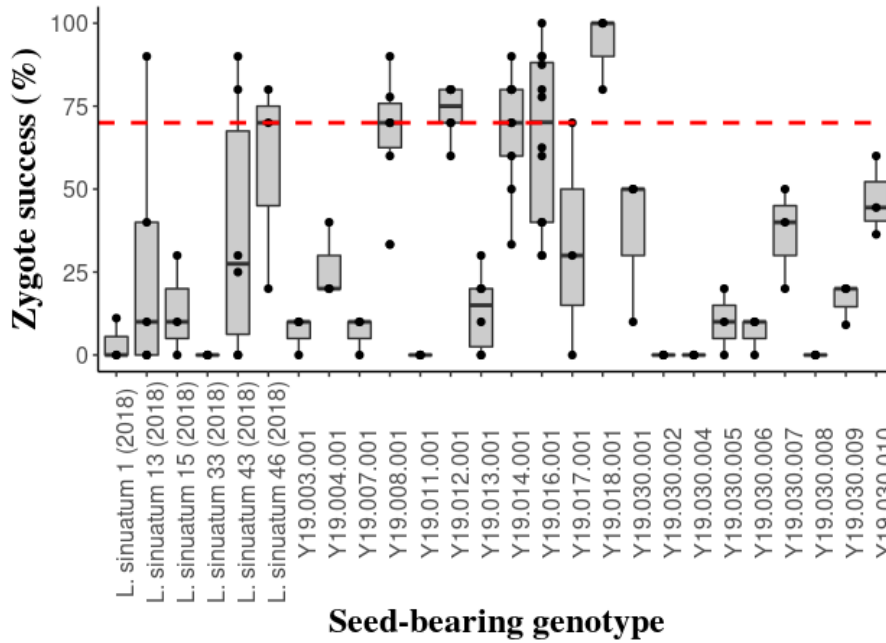 Zygote success (%)
100
75
50
25
0
L. sinuatum 1 (2018)
L. sinuatum 13 (2018)
L. sinuatum 15 (2018)
L. sinuatum 33 (2018)
L. sinuatum 43 (2018)
L. sinuatum 46 (2018)
Y19.003.001
Y19.004.001
Y19.007.001
Y19.008.001
Y19.011.001
Y19.012.001
Y19.013.001
Y19.014.001
Y19.016.001
Y19.017.001
Y19.018.001
Y19.030.001
Y19.030.002
Y19.030.004
Y19.030.005
Y19.030.006
Y19.030.007
Y19.030.008
Y19.030.009
Y19.030.010
Seed-bearing genotype